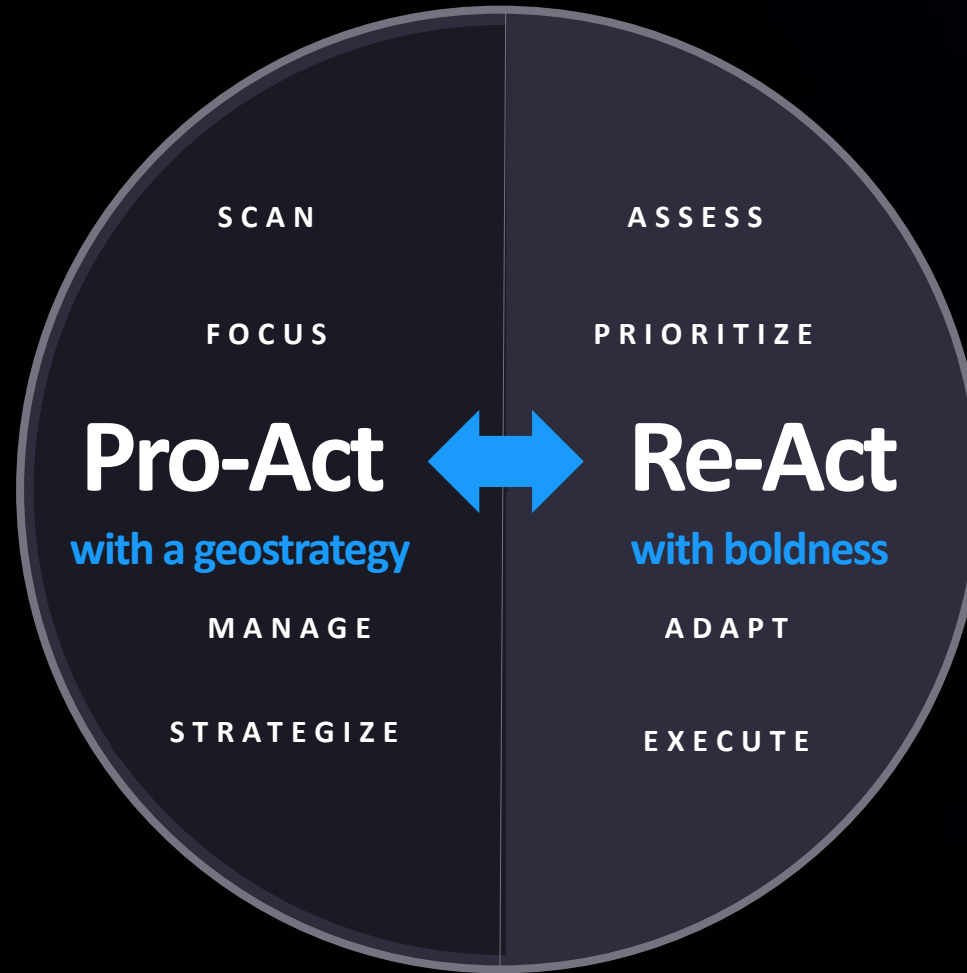 SCAN
FOCUS
Pro-Act
with a geostrategy
MANAGE
STRATEGIZE
ASSESS
PRIORITIZE
Re-Act
with boldness
ADAPT
EXECUTE